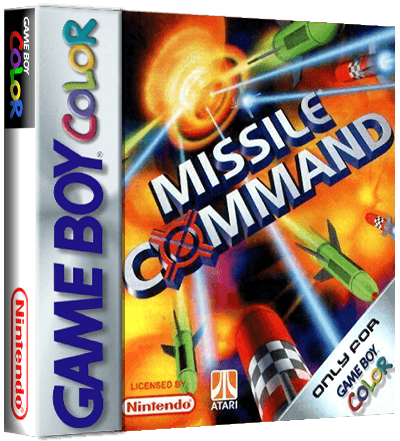 GAME BOY
COLOR
Nintendo
GAME BOY COLOR
MISSILE
COMMAND
LICENSED BY
Nintendo
ATARI
ONLY FOR
GAME BOY
COLOR